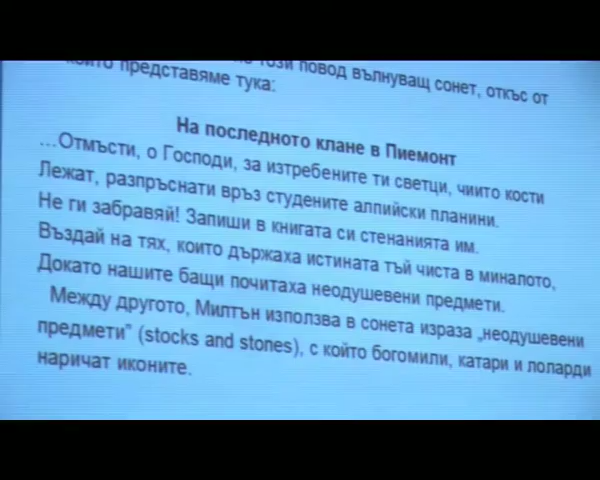 този повод вълнуващ сонет, откъс от
който представяме тука:
На последното клане в Пиемонт
…Отмъсти, о Господи, за изтребените ти светци, чиито кости
Лежат, разпръснати връз студените алпийски планини.
Не ги забравяй! Запиши в книгата си стенанията им.
Въздай на тях, които държаха истината тъй чиста в миналото,
Докато нашите бащи почитаха неодушевени предмети.
Между другото, Милтън използва в сонета израза „неодушевени
предмети” (stocks and stones), с който богомили, катари и лоларди
наричат иконите.